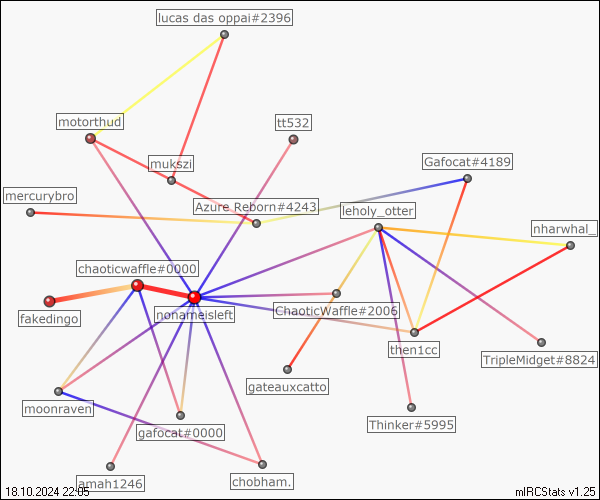 lucas das oppai#2396
motorthud
tt532
mukszi
Gafocat#4189
mercurybro
Azure Reborn#4243
leholy_otter
nharwhal_
chaoticwaffle#0000
fakedingo
nonameisleft
ChaoticWaffle#2006
then1cc
TripleMidget#8824
gateauxcatto
moonraven
gafocat#0000
Thinker#5995
amah1246
chobham.
18.10.2024 22:05
mIRCStats v1.25